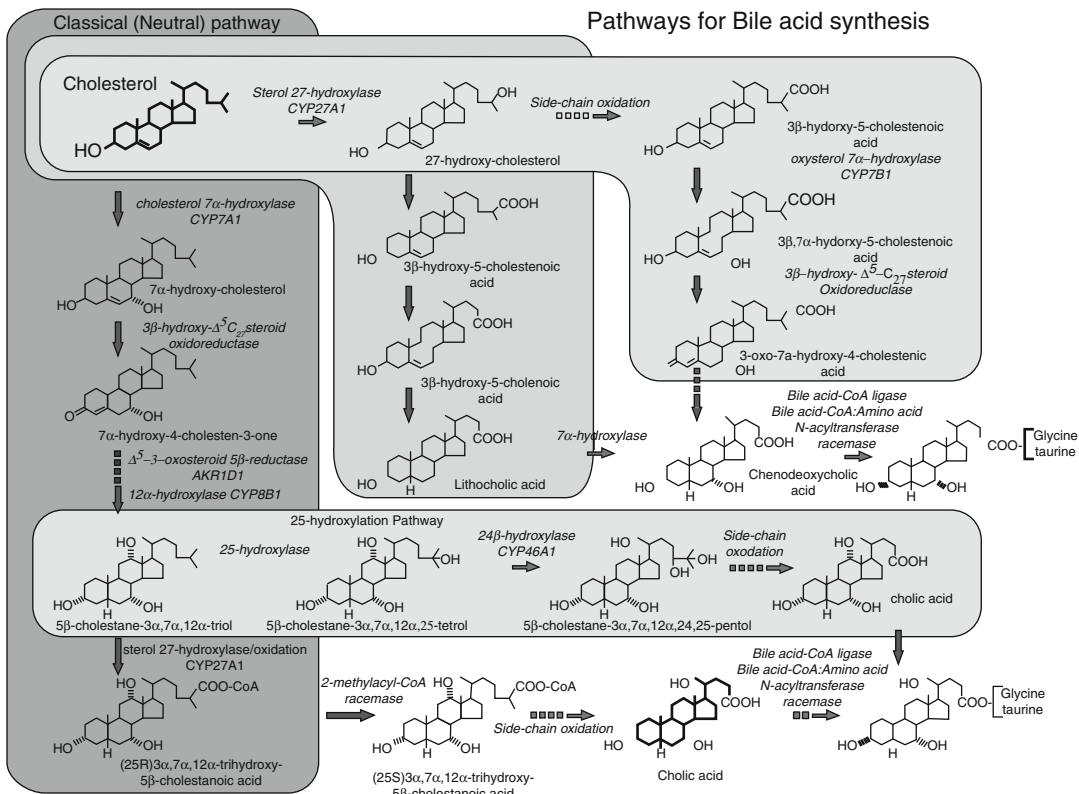 Classical (Neutral) pathway
Pathways for Bile acid synthesis
Cholesterol
HO
Sterol 27-hydroxylase
CYP27A1
OH
HO
27-hydroxy-cholesterol
Side-chain oxidation
COOH
HO
3β-hydorxy-5-cholestenoic
acid
oxysterol 7α–hydroxylase
CYP7B1
cholesterol 7α-hydroxylase
CYP7A1
HO
OH
7α-hydroxy-cholesterol
COOH
HO
3β-hydroxy-5-cholestenoic
acid
COOH
HO
OH
3β,7α-hydorxy-5-cholestenoic
acid
3β–hydroxy- Δ5–C27steroid
Oxidoreduclase
3β-hydroxy-Δ5C27steroid
oxidoreductase
O
OH
7α-hydroxy-4-cholesten-3-one
COOH
HO
3β-hydroxy-5-cholenoic
acid
COOH
OH
3-oxo-7a-hydroxy-4-cholestenic
acid
Δ5–3–oxosteroid 5β-reductase
AKR1D1
12α-hydroxylase CYP8B1
COOH
HO
H
Lithocholic acid
7α-hydroxylase
COOH
HO
H
OH
Chenodeoxycholic
acid
Bile acid-CoA ligase
Bile acid-CoA:Amino acid
N-acyltransferase
racemase
COO-
Glycine
taurine
HO
H
OH
25-hydroxylation Pathway
OH
HO
H
OH
5β-cholestane-3α,7α,12α-triol
25-hydroxylase
OH
OH
HO
H
OH
5β-cholestane-3α,7α,12α,25-tetrol
24β-hydroxylase
CYP46A1
OH
OH
OH
HO
H
OH
5β-cholestane-3α,7α,12α,24,25-pentol
Side-chain
oxodation
OH
COOH
HO
H
OH
cholic acid
sterol 27-hydroxylase/oxidation
CYP27A1
HO
COO-CoA
HO
H
OH
(25R)3α,7α,12α-trihydroxy-
5β-cholestanoic acid
2-methylacyl-CoA
racemase
HO
COO-CoA
HO
H
OH
(25S)3α,7α,12α-trihydroxy-
5β-cholestanoic acid
Side-chain oxidation
HO
COOH
HO
H
OH
Cholic acid
Bile acid-CoA ligase
Bile acid-CoA:Amino acid
N-acyltransferase
racemase
HO
COO-
Glycine
taurine
HO
H
OH